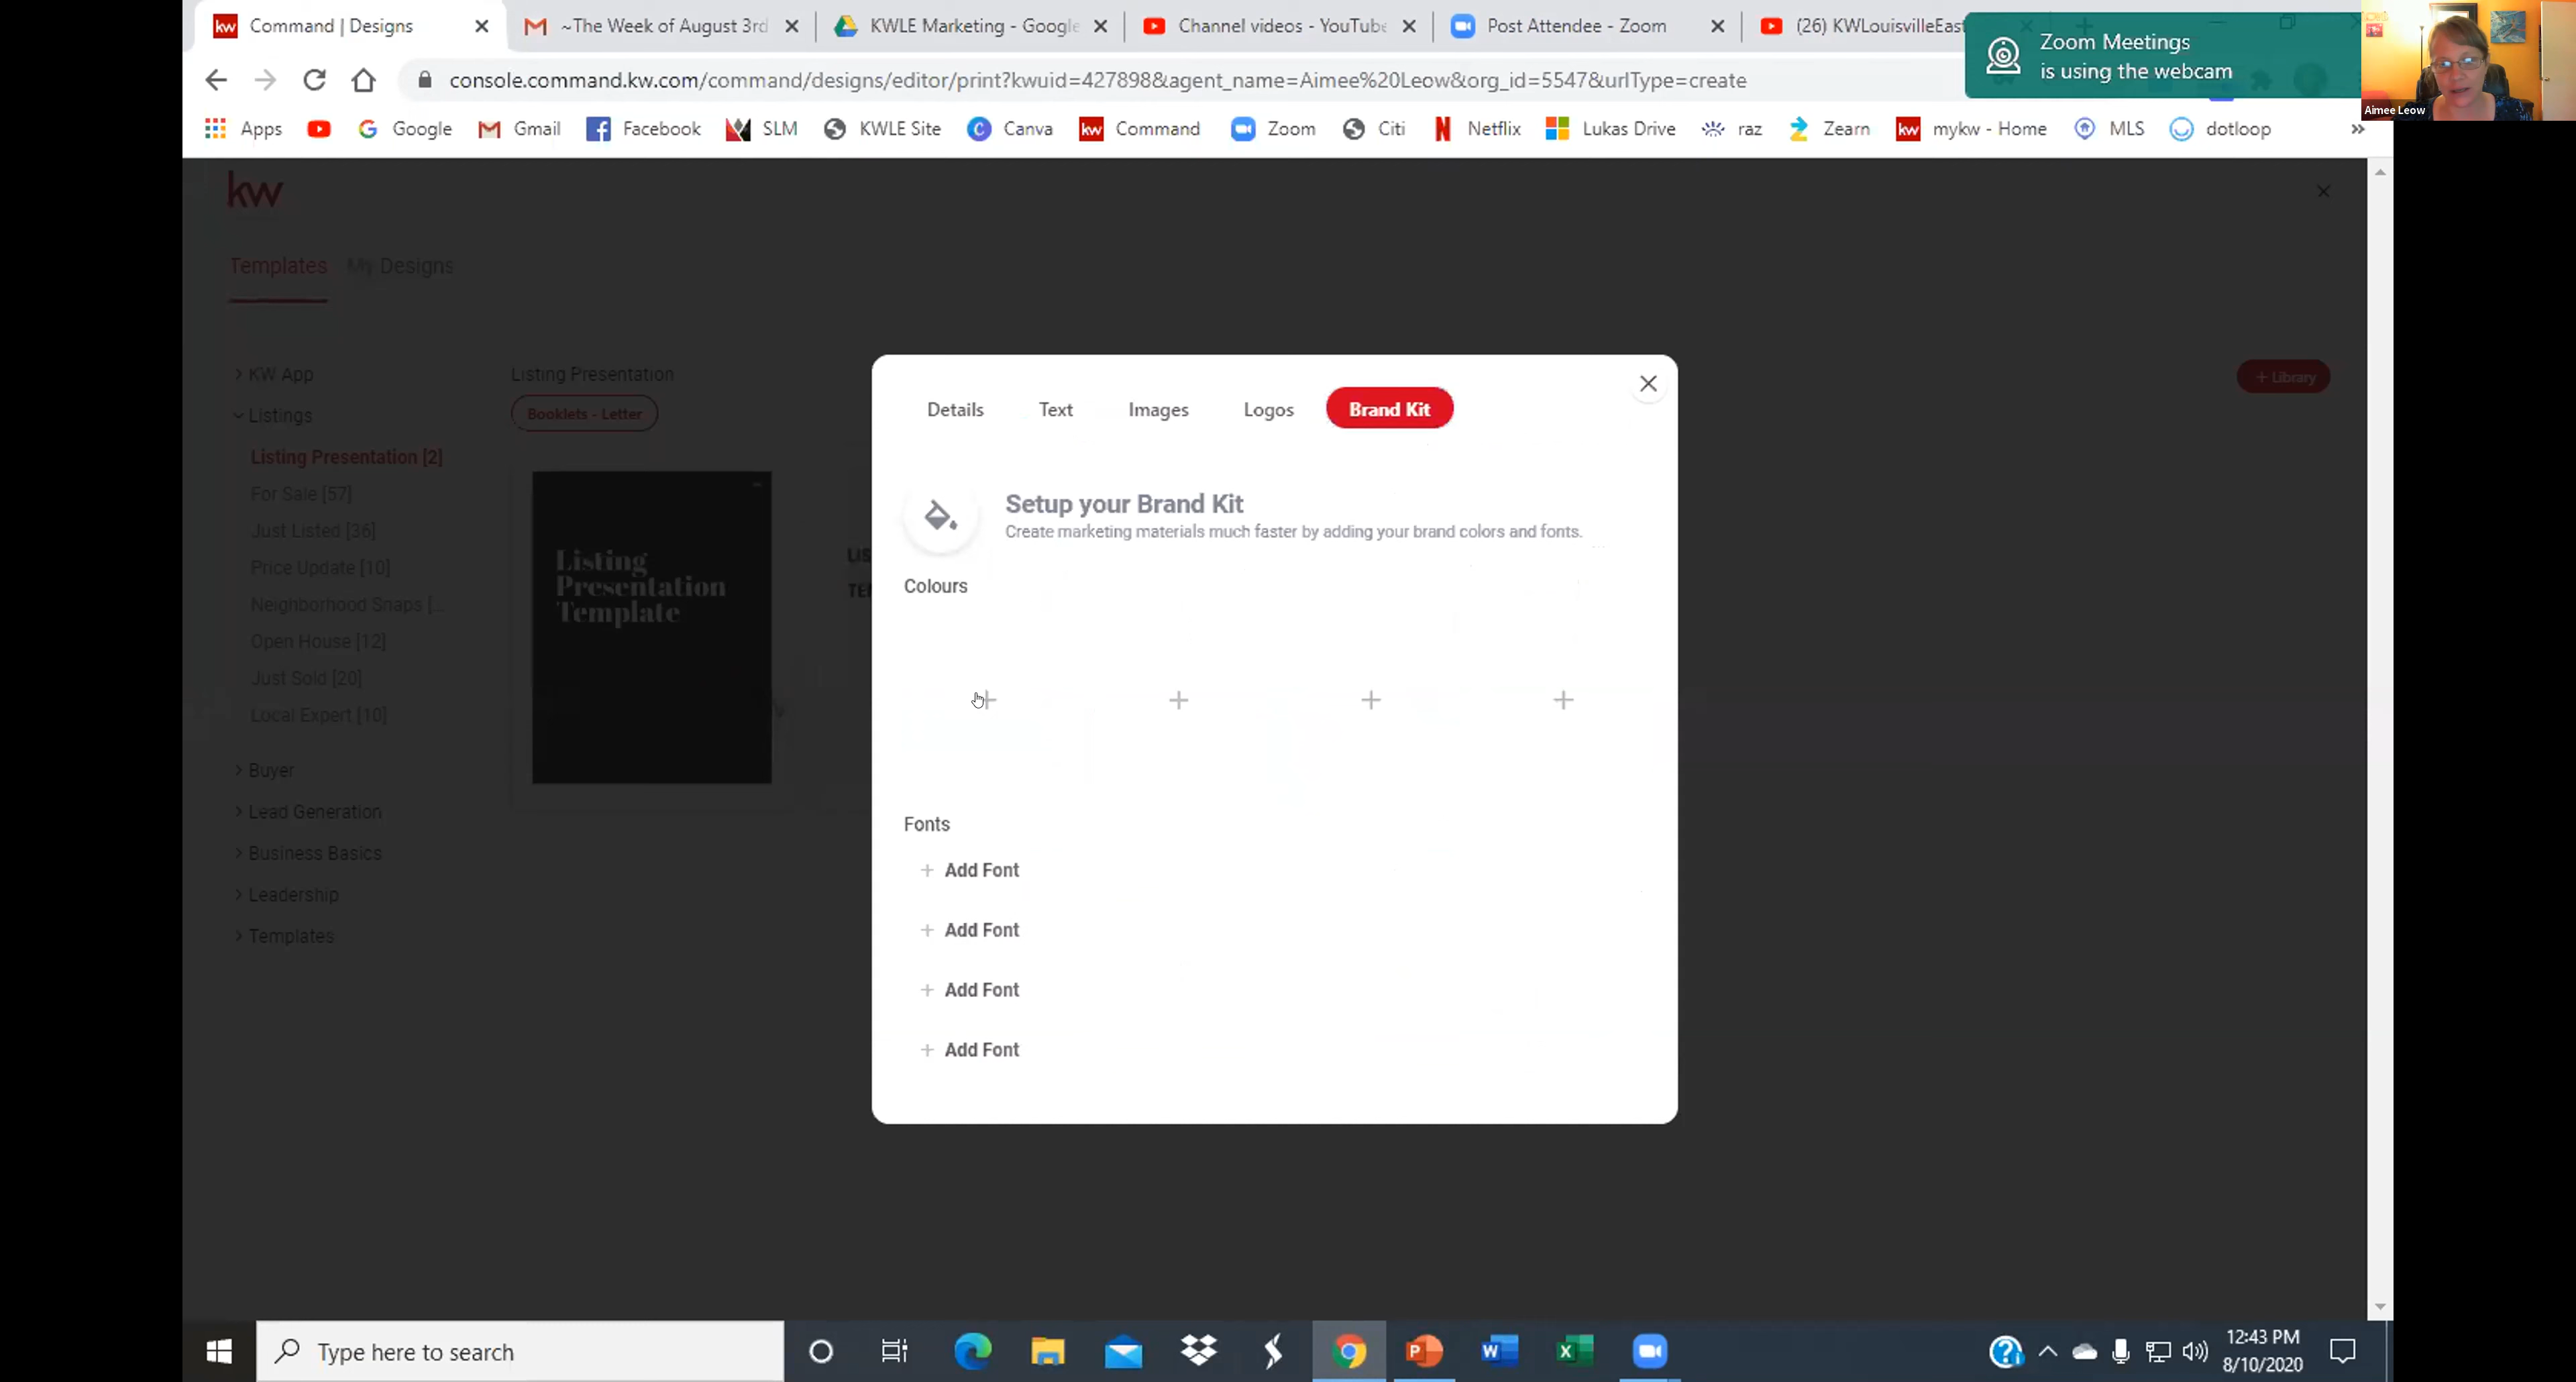 kw Command | Designs
~The Week of August 3rd
KWLE Marketing - Google
Channel videos - YouTube
Post Attendee - Zoom
(26) KWLouisvilleEast
Zoom Meetings
is using the webcam
Aimee Leow
console.command.kw.com/command/designs/editor/print?kwuid=427898&agent_name=Aimee%20Leow&org_id=5547&urlType=create
Apps Google Gmail Facebook SLM KWLE Site Canva kw Command Zoom Citi Netflix Lukas Drive raz Zearn kw mykw - Home MLS dotloop »
kw
Templates My Designs
KW App
Listings
Listing Presentation [2]
For Sale [57]
Just Listed [36]
Price Update [10]
Neighborhood Snaps [...
Open House [12]
Just Sold [20]
Local Expert [10]
Buyer
Lead Generation
Business Basics
Leadership
Templates
Listing Presentation
+ Library
Booklets - Letter
Listing
Presentation
Template
LIS
TEM
Details Text Images Logos Brand Kit
Setup your Brand Kit
Create marketing materials much faster by adding your brand colors and fonts.
Colours
+ + + +
Fonts
+ Add Font
+ Add Font
+ Add Font
+ Add Font
Type here to search
12:43 PM
8/10/2020